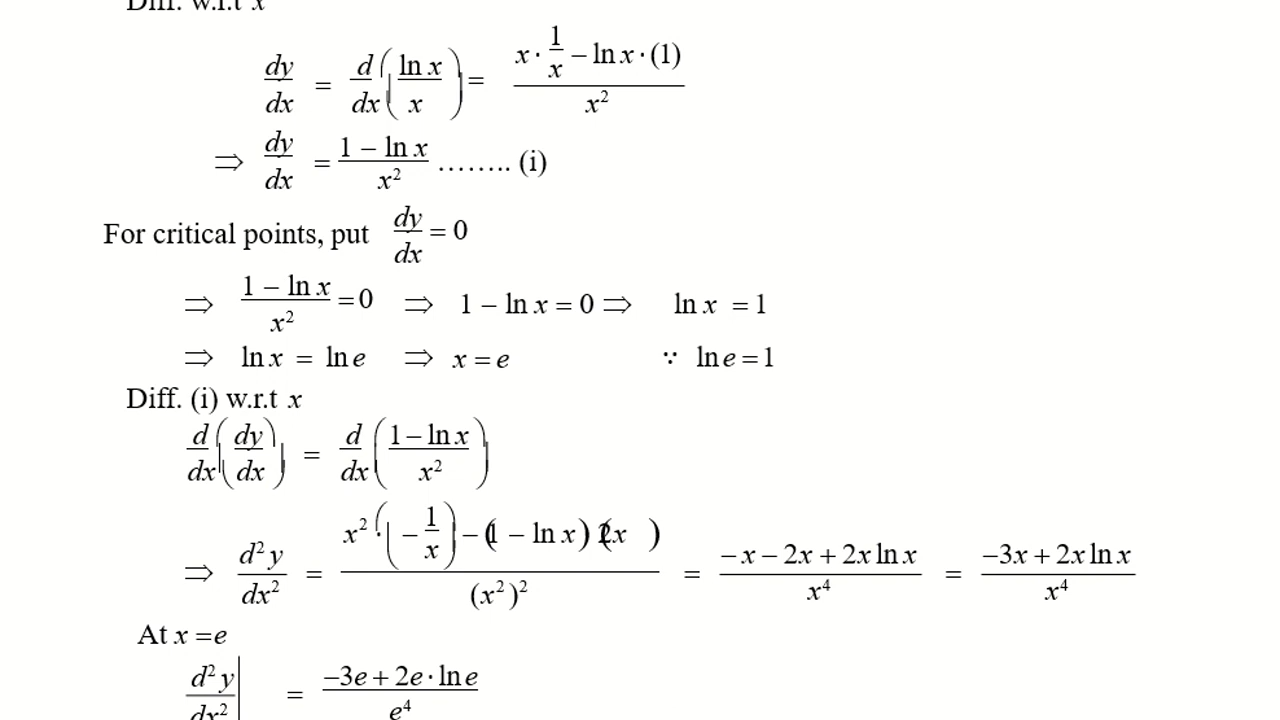 Diff. w.r.t x
dy/dx = d/dx (ln x / x) = (x · 1/x − ln x · (1)) / x²
⇒ dy/dx = (1 − ln x) / x² ........ (i)
For critical points, put dy/dx = 0
⇒ (1 − ln x) / x² = 0 ⇒ 1 − ln x = 0 ⇒ ln x = 1
⇒ ln x = ln e ⇒ x = e ∵ ln e = 1
Diff. (i) w.r.t x
d/dx (dy/dx) = d/dx ((1 − ln x) / x²)
⇒ d²y/dx² = (x² · (− 1/x) − (1 − ln x) (2x)) / (x²)² = (−x − 2x + 2x ln x) / x⁴ = (−3x + 2x ln x) / x⁴
At x = e
d²y/dx² | = (−3e + 2e · ln e) / e⁴